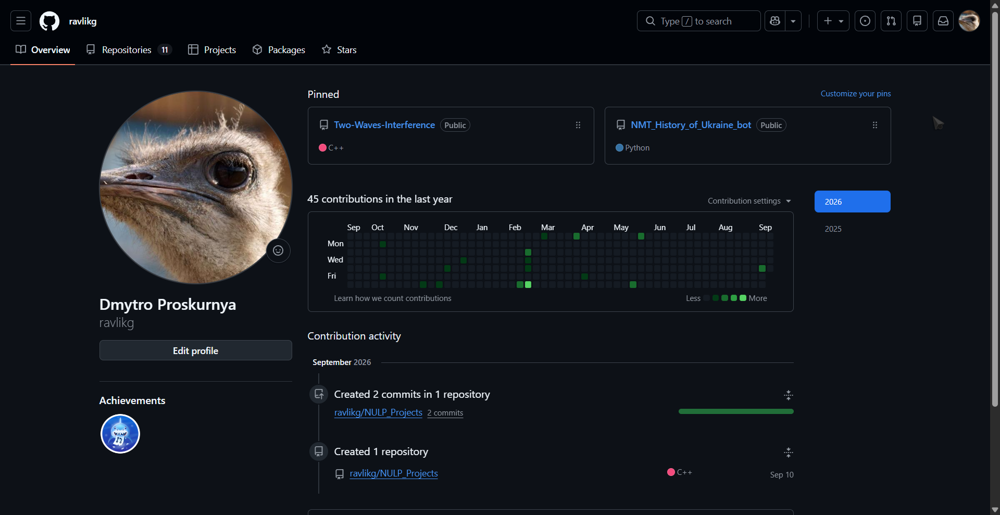 ravlikg
Type / to search
Overview
Repositories 11
Projects
Packages
Stars
Dmytro Proskurnya
ravlikg
Edit profile
Achievements
Pinned
Customize your pins
Two-Waves-Interference Public
C++
NMT_History_of_Ukraine_bot Public
Python
45 contributions in the last year
Contribution settings
2026
2025
Sep Oct Nov Dec Jan Feb Mar Apr May Jun Jul Aug Sep
Mon
Wed
Fri
Learn how we count contributions
Less More
Contribution activity
September 2026
Created 2 commits in 1 repository
ravlikg/NULP_Projects 2 commits
Created 1 repository
ravlikg/NULP_Projects C++ Sep 10